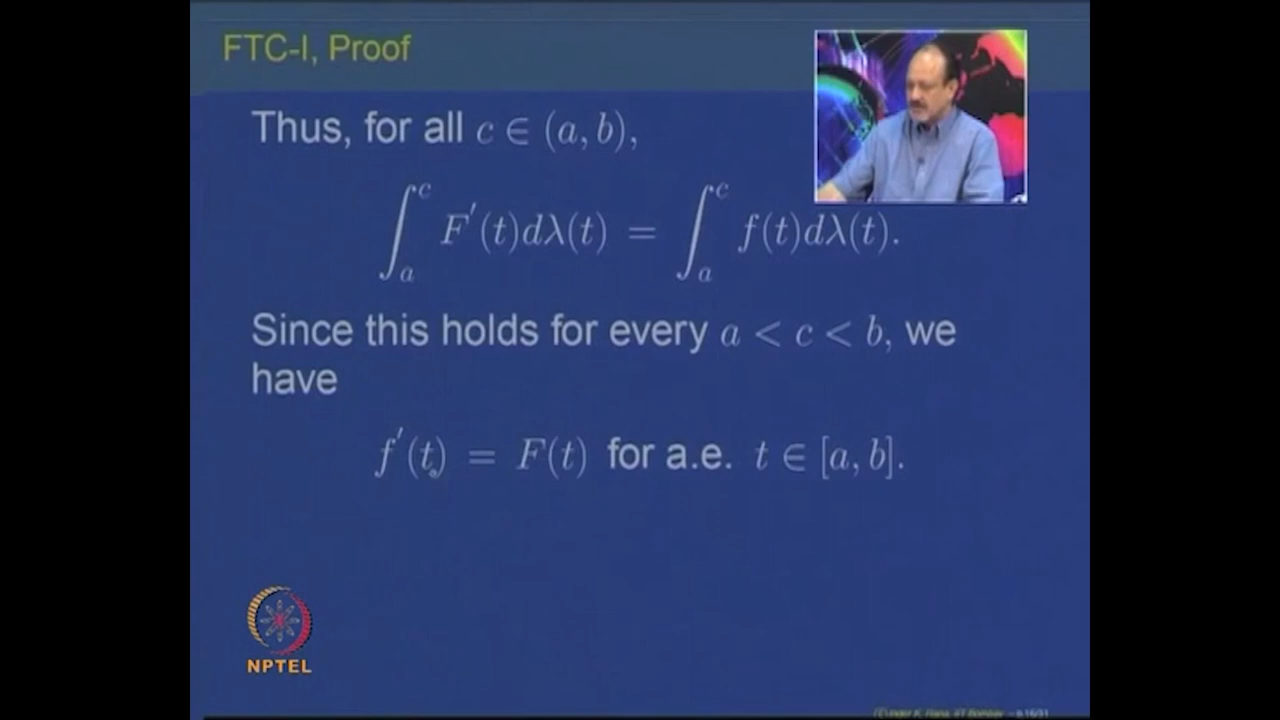 FTC-I, Proof
Thus, for all c ∈ (a, b),
∫_a^c F′(t)dλ(t) = ∫_a^c f(t)dλ(t).
Since this holds for every a < c < b, we
have
f′(t) = F(t) for a.e. t ∈ [a, b].
NPTEL